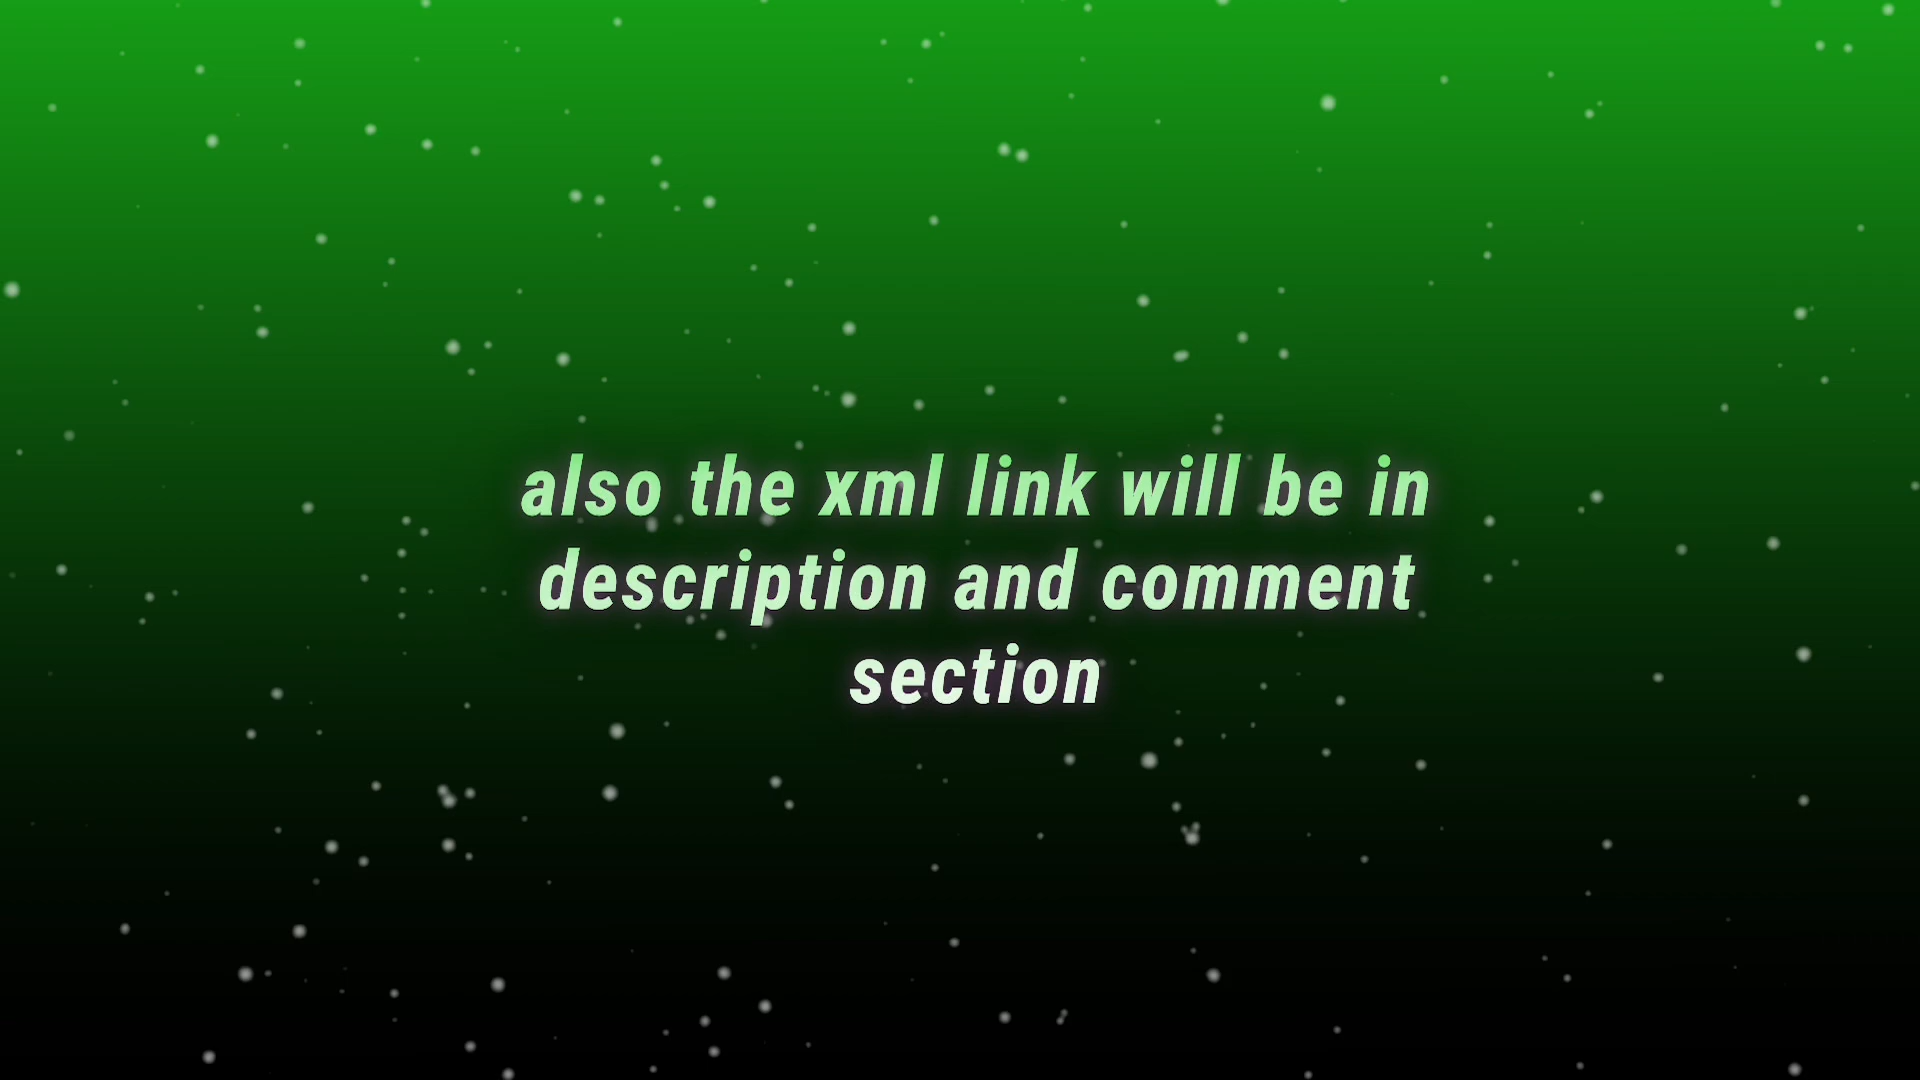 also the xml link will be in
description and comment
section